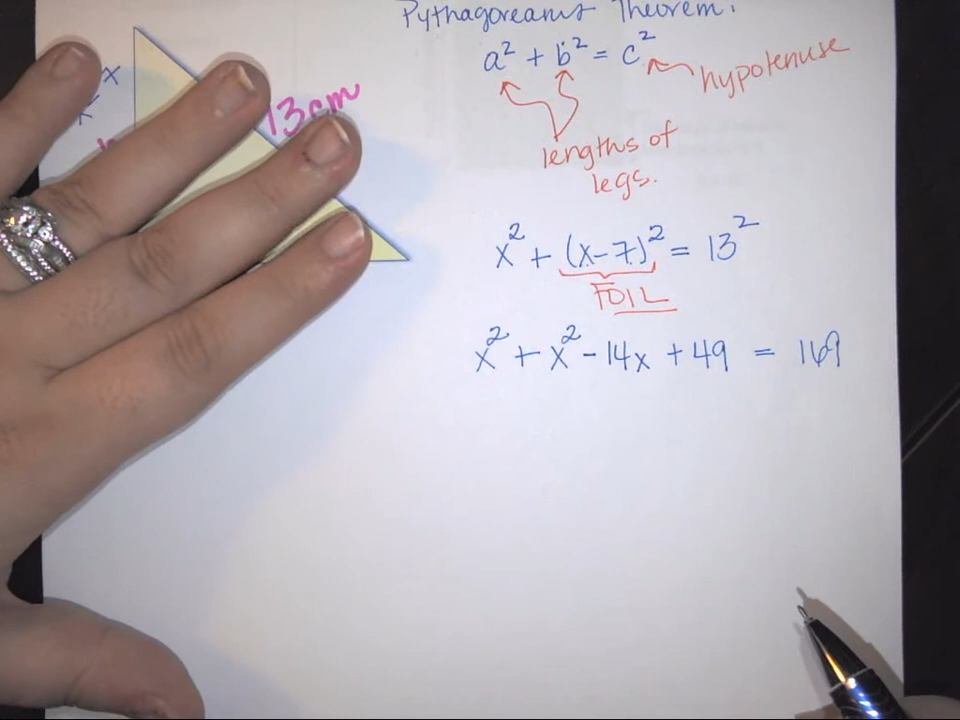 Pythagoreams Theorem:
a² + b² = c²
hypotenuse
lengths of
legs.
x
13cm
x² + (x-7)² = 13²
FOIL
x² + x² - 14x + 49 = 169